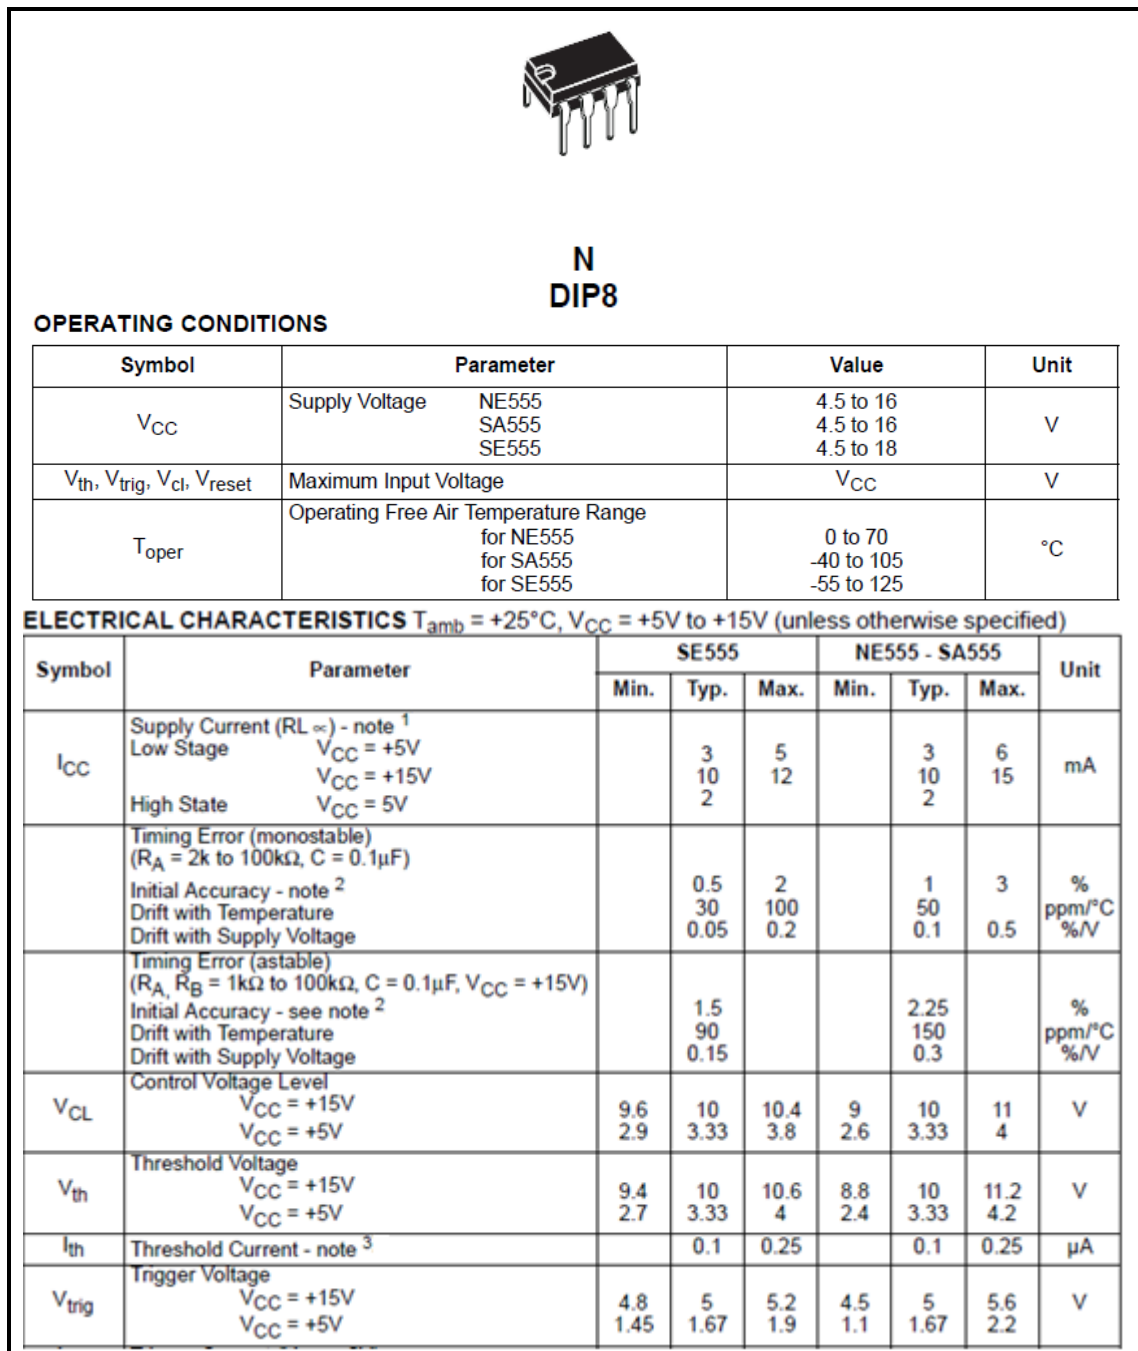 N
DIP8
OPERATING CONDITIONS
Symbol Parameter Value Unit
VCC Supply Voltage NE555 4.5 to 16 V
SA555 4.5 to 16
SE555 4.5 to 18
Vth, Vtrig, Vcl, Vreset Maximum Input Voltage VCC V
Toper Operating Free Air Temperature Range °C
for NE555 0 to 70
for SA555 -40 to 105
for SE555 -55 to 125
ELECTRICAL CHARACTERISTICS Tamb = +25°C, VCC = +5V to +15V (unless otherwise specified)
Symbol Parameter SE555 NE555 - SA555 Unit
Min. Typ. Max. Min. Typ. Max.
ICC Supply Current (RL ∝) - note 1 mA
Low Stage VCC = +5V 3 5 3 6
VCC = +15V 10 12 10 15
High State VCC = 5V 2 2
Timing Error (monostable)
(RA = 2k to 100kΩ, C = 0.1µF)
Initial Accuracy - note 2 0.5 2 1 3 %
Drift with Temperature 30 100 50 ppm/°C
Drift with Supply Voltage 0.05 0.2 0.1 0.5 %/V
Timing Error (astable)
(RA, RB = 1kΩ to 100kΩ, C = 0.1µF, VCC = +15V)
Initial Accuracy - see note 2 1.5 2.25 %
Drift with Temperature 90 150 ppm/°C
Drift with Supply Voltage 0.15 0.3 %/V
VCL Control Voltage Level V
VCC = +15V 9.6 10 10.4 9 10 11
VCC = +5V 2.9 3.33 3.8 2.6 3.33 4
Vth Threshold Voltage V
VCC = +15V 9.4 10 10.6 8.8 10 11.2
VCC = +5V 2.7 3.33 4 2.4 3.33 4.2
Ith Threshold Current - note 3 0.1 0.25 0.1 0.25 µA
Vtrig Trigger Voltage V
VCC = +15V 4.8 5 5.2 4.5 5 5.6
VCC = +5V 1.45 1.67 1.9 1.1 1.67 2.2